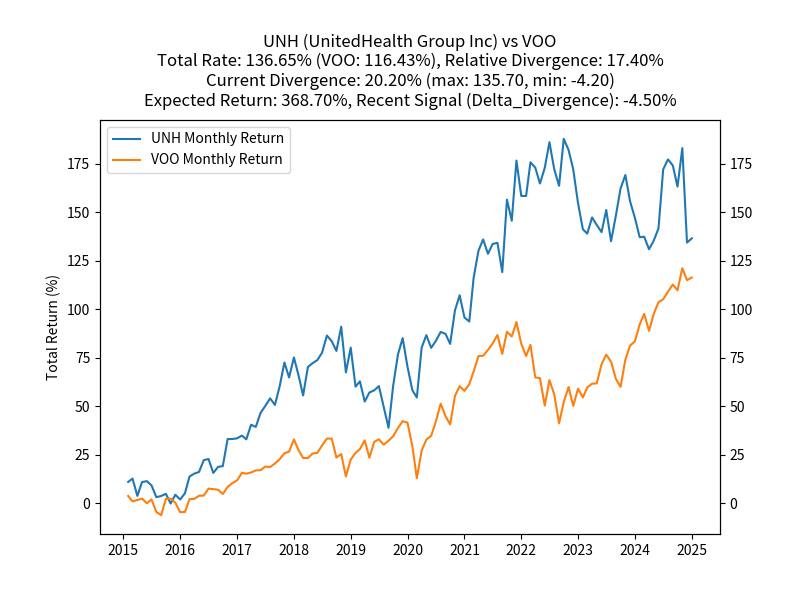 UNH (UnitedHealth Group Inc) vs VOO
Total Rate: 136.65% (VOO: 116.43%), Relative Divergence: 17.40%
Current Divergence: 20.20% (max: 135.70, min: -4.20)
Expected Return: 368.70%, Recent Signal (Delta_Divergence): -4.50%
UNH Monthly Return
VOO Monthly Return
Total Return (%)
175
150
125
100
75
50
25
0
175
150
125
100
75
50
25
0
2015 2016 2017 2018 2019 2020 2021 2022 2023 2024 2025